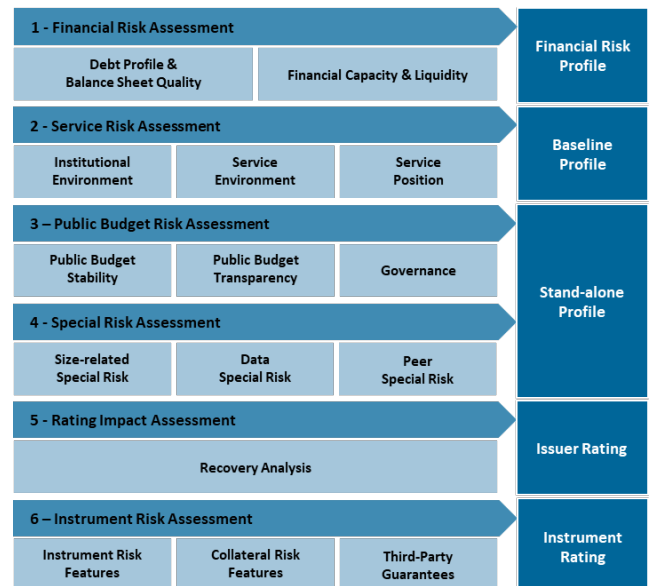 1 - Financial Risk Assessment
Debt Profile &
Balance Sheet Quality
Financial Capacity & Liquidity
Financial Risk
Profile
2 - Service Risk Assessment
Institutional
Environment
Service
Environment
Service
Position
Baseline
Profile
3 – Public Budget Risk Assessment
Public Budget
Stability
Public Budget
Transparency
Governance
4 - Special Risk Assessment
Size-related
Special Risk
Data
Special Risk
Peer
Special Risk
Stand-alone
Profile
5 - Rating Impact Assessment
Recovery Analysis
Issuer Rating
6 – Instrument Risk Assessment
Instrument Risk
Features
Collateral Risk
Features
Third-Party
Guarantees
Instrument
Rating